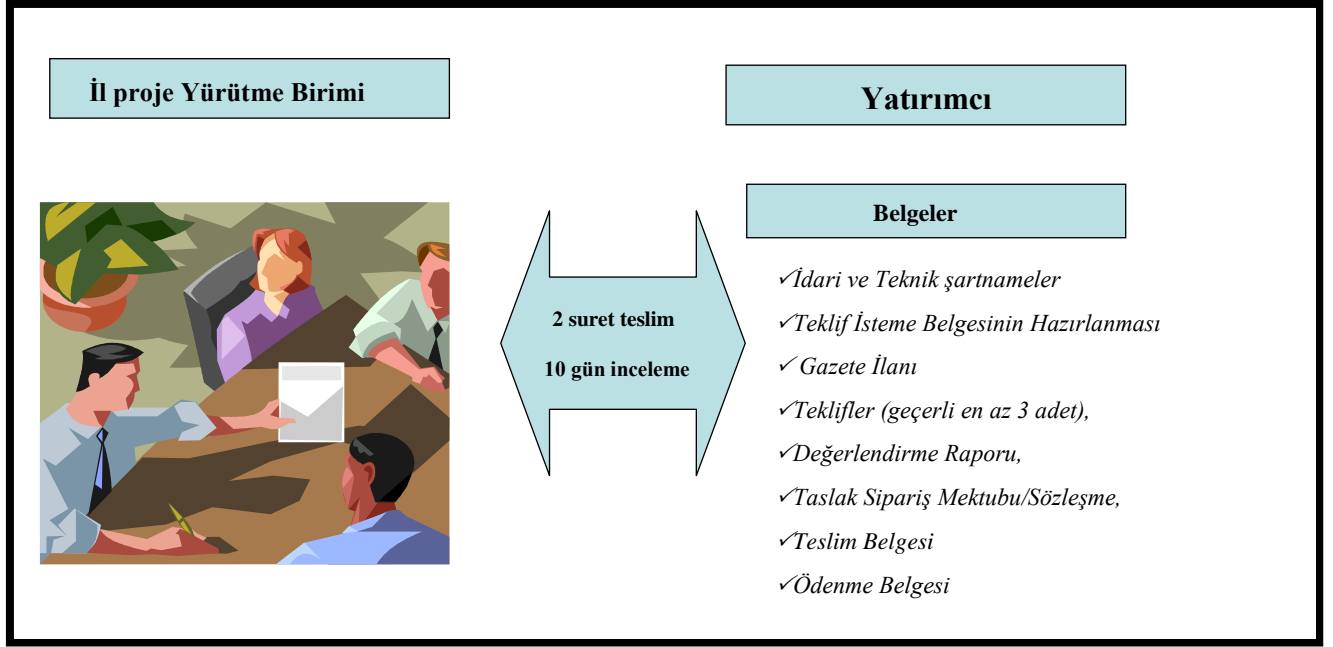 İl proje Yürütme Birimi
Yatırımcı
Belgeler
2 suret teslim
10 gün inceleme
✓İdari ve Teknik şartnameler
✓Teklif İsteme Belgesinin Hazırlanması
✓ Gazete İlanı
✓Teklifler (geçerli en az 3 adet),
✓Değerlendirme Raporu,
✓Taslak Sipariş Mektubu/Sözleşme,
✓Teslim Belgesi
✓Ödenme Belgesi